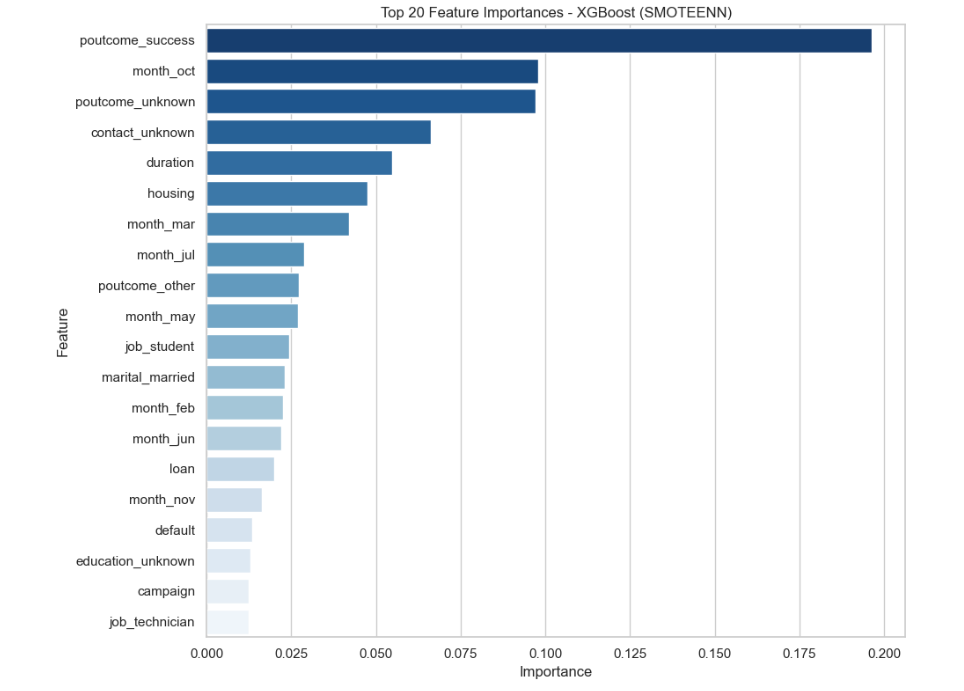 Top 20 Feature Importances - XGBoost (SMOTEENN)
poutcome_success
month_oct
poutcome_unknown
contact_unknown
duration
housing
month_mar
month_jul
poutcome_other
month_may
job_student
marital_married
month_feb
month_jun
loan
month_nov
default
education_unknown
campaign
job_technician
Feature
0.000 0.025 0.050 0.075 0.100 0.125 0.150 0.175 0.200
Importance